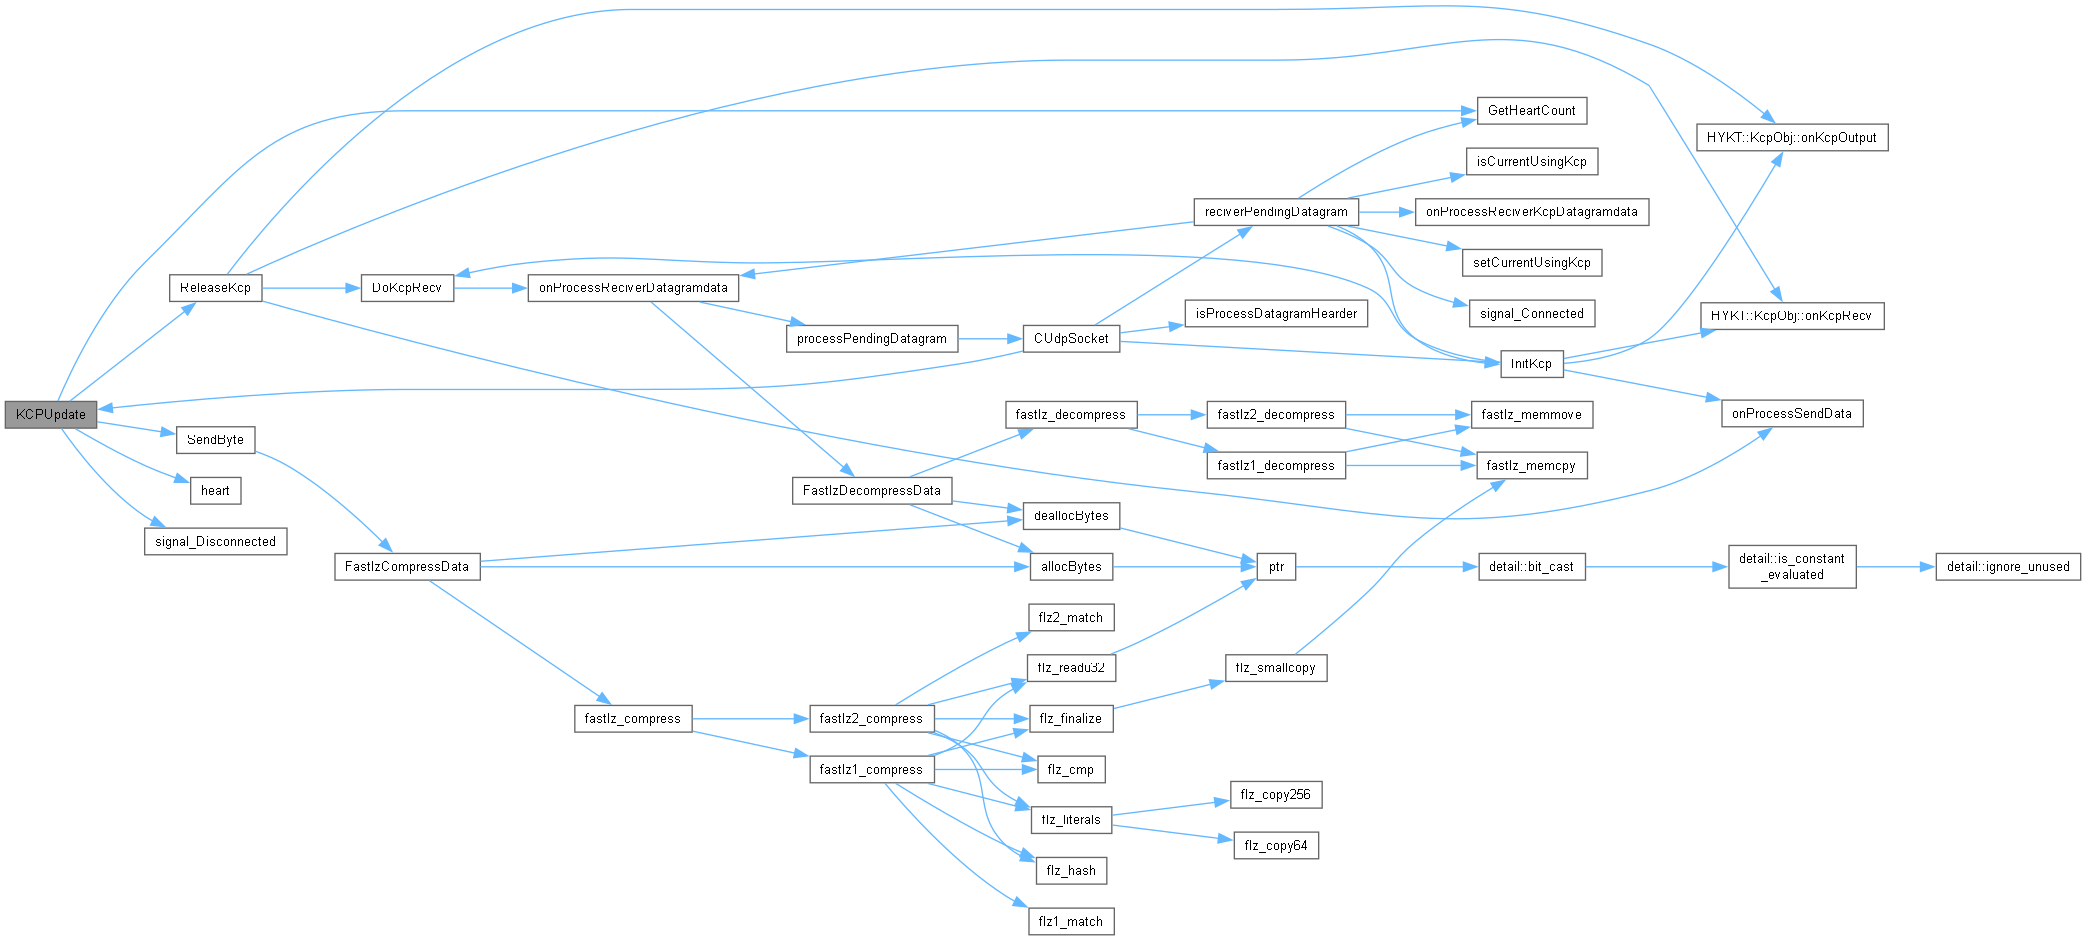 GetHeartCount
HYKT::KcpObj::onKcpOutput
isCurrentUsingKcp
reciverPendingDatagram
onProcessReciverKcpDatagramdata
setCurrentUsingKcp
ReleaseKcp
DoKcpRecv
onProcessReciverDatagramdata
isProcessDatagramHearder
signal_Connected
HYKT::KcpObj::onKcpRecv
processPendingDatagram
CUdpSocket
InitKcp
KCPUpdate
fastlz_decompress
fastlz2_decompress
fastlz_memmove
onProcessSendData
SendByte
fastlz1_decompress
fastlz_memcpy
heart
FastlzDecompressData
deallocBytes
signal_Disconnected
FastlzCompressData
allocBytes
ptr
detail::bit_cast
detail::is_constant
_evaluated
detail::ignore_unused
flz2_match
flz_readu32
flz_smallcopy
fastlz_compress
fastlz2_compress
flz_finalize
fastlz1_compress
flz_cmp
flz_copy256
flz_literals
flz_copy64
flz_hash
flz1_match